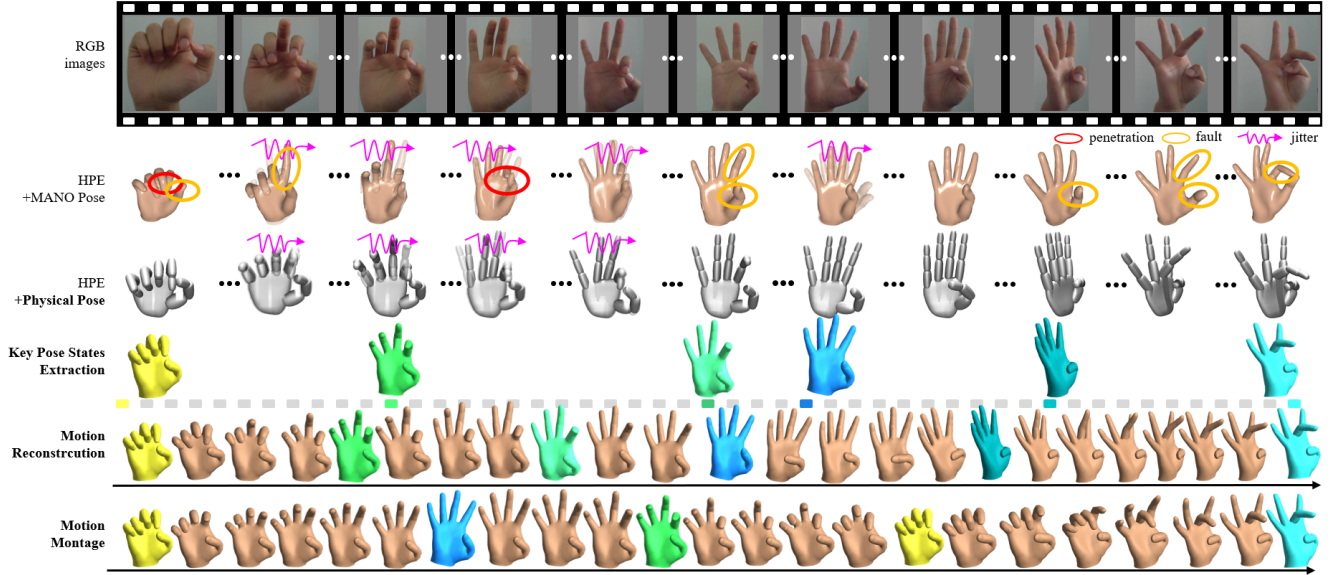 RGB
images
penetration
fault
jitter
HPE
+MANO Pose
HPE
+Physical Pose
Key Pose States
Extraction
Motion
Reconstrcution
Motion
Montage